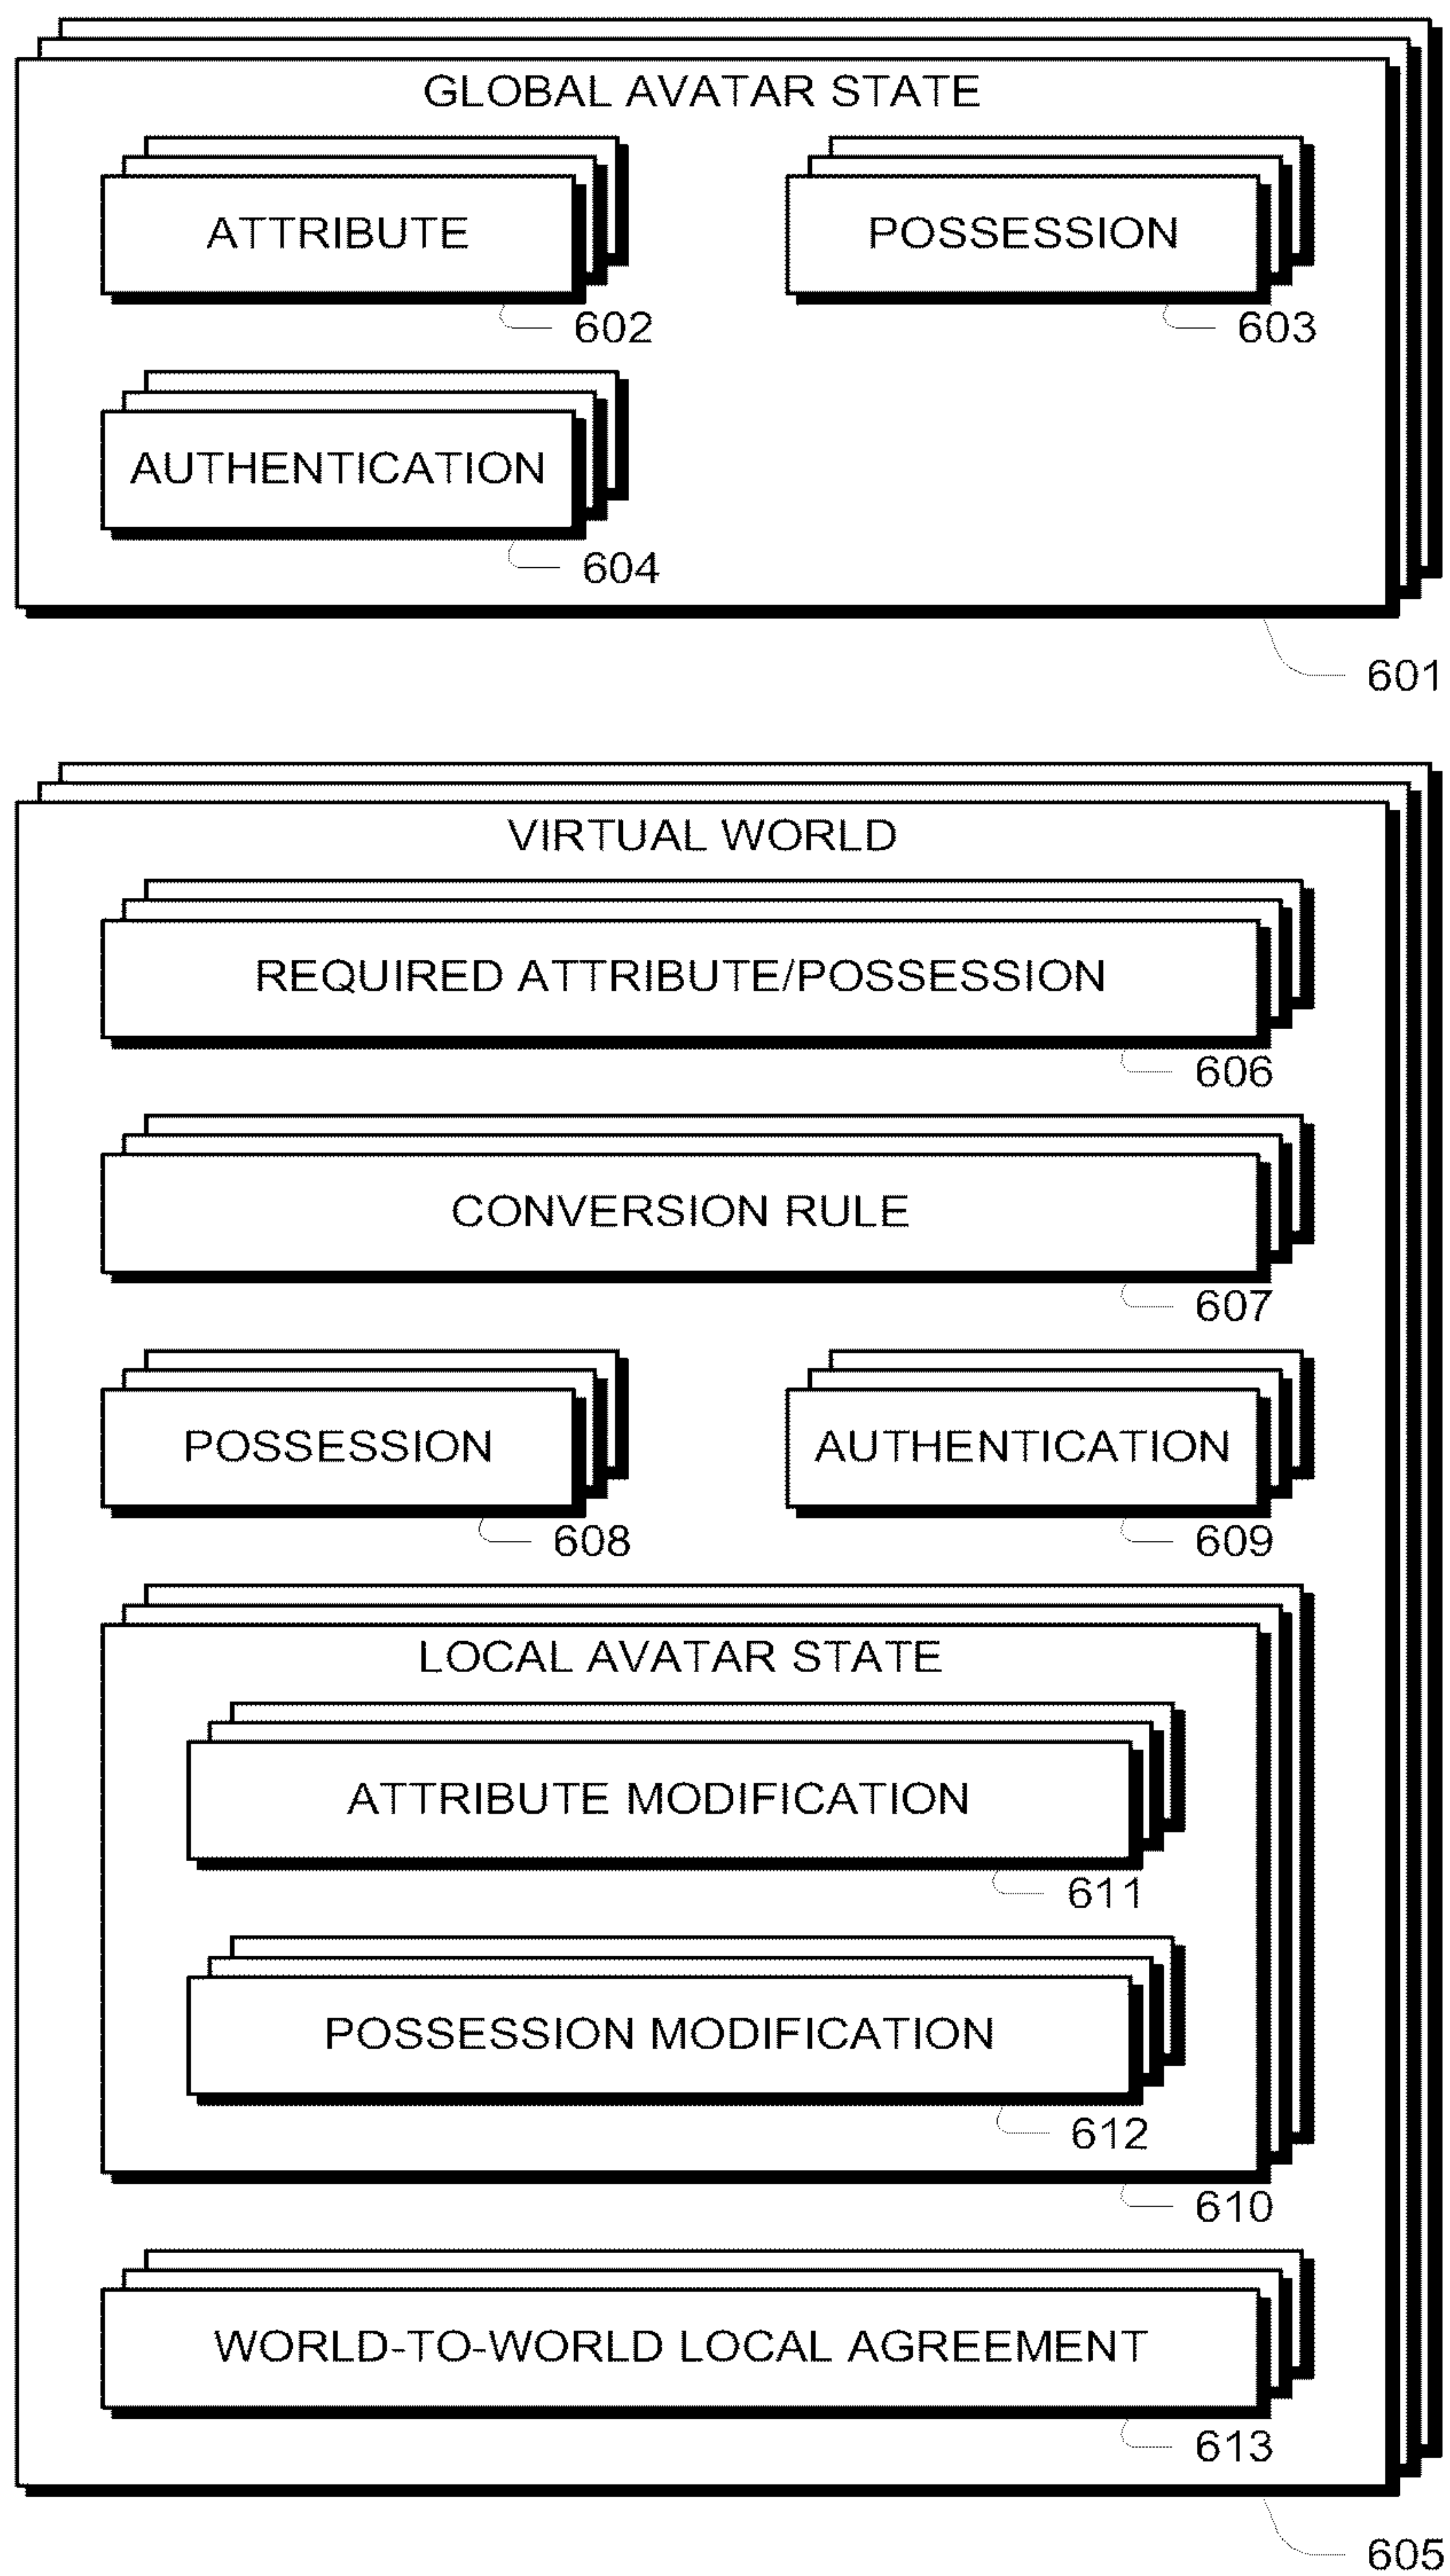 GLOBAL AVATAR STATE
ATTRIBUTE
POSSESSION
602
603
AUTHENTICATION
604
601
VIRTUAL WORLD
REQUIRED ATTRIBUTE/POSSESSION
606
CONVERSION RULE
607
POSSESSION
AUTHENTICATION
608
609
LOCAL AVATAR STATE
ATTRIBUTE MODIFICATION
611
POSSESSION MODIFICATION
612
610
WORLD-TO-WORLD LOCAL AGREEMENT
613
605